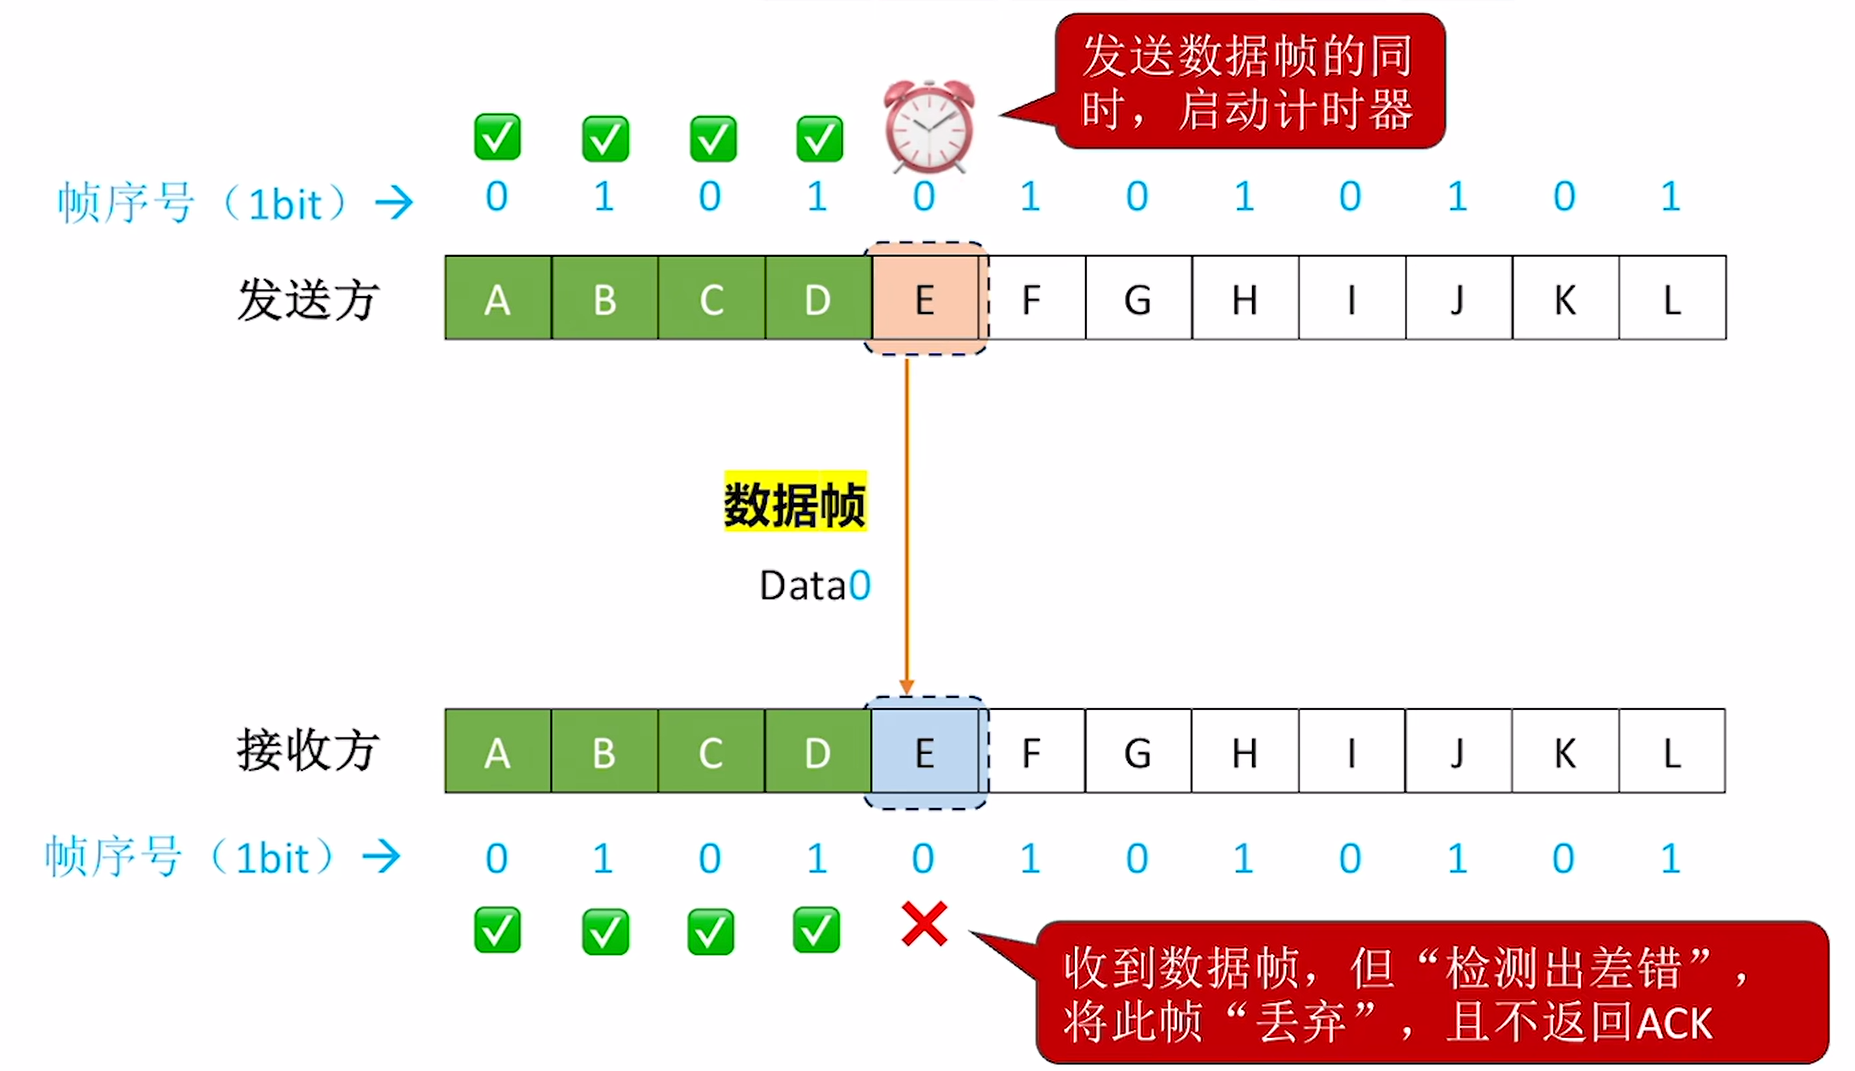 发送数据帧的同
时，启动计时器
帧序号（1bit）→ 0 1 0 1 0 1 0 1 0 1 0 1
发送方 A B C D E F G H I J K L
数据帧
Data0
接收方 A B C D E F G H I J K L
帧序号（1bit）→ 0 1 0 1 0 1 0 1 0 1 0 1
收到数据帧，但“检测出差错”，
将此帧“丢弃”，且不返回ACK